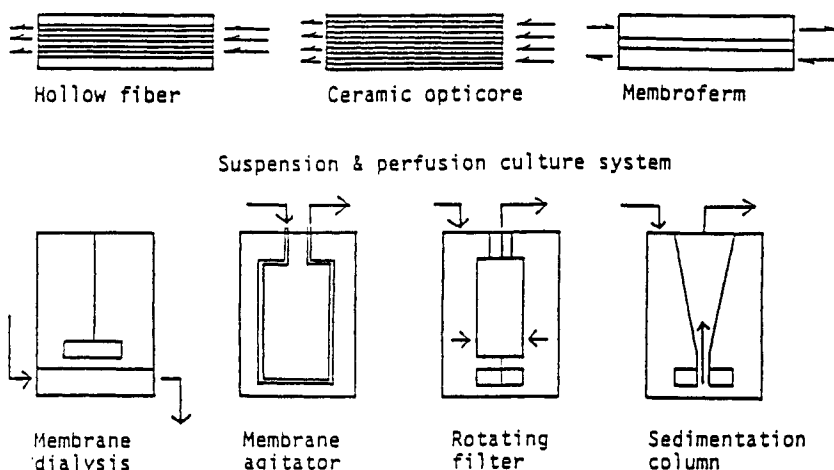 Hollow fiber
Ceramic opticore
Membroferm
Suspension & perfusion culture system
Membrane
dialysis
Membrane
agitator
Rotating
filter
Sedimentation
column